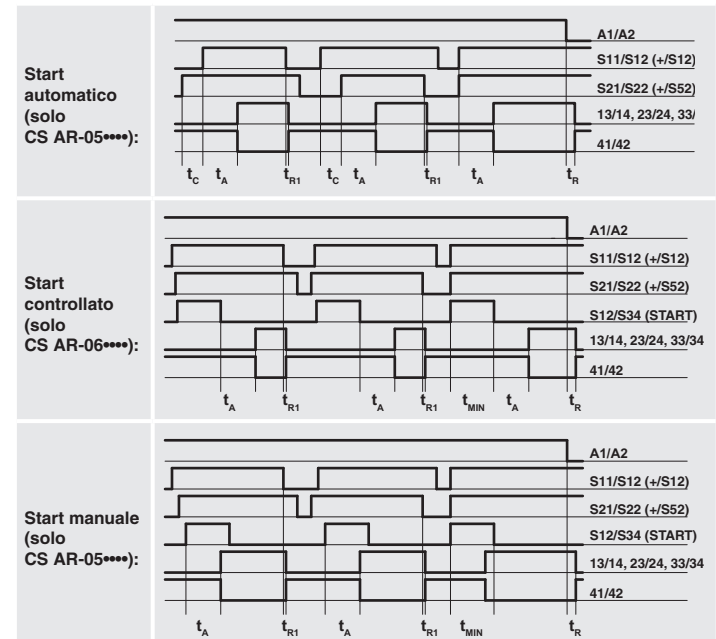 Start
automatico
(solo
CS AR-05••••):
A1/A2
S11/S12 (+/S12)
S21/S22 (+/S52)
13/14, 23/24, 33/
41/42
tC tA tR1 tC tA tR1 tA tR
Start
controllato
(solo
CS AR-06••••):
A1/A2
S11/S12 (+/S12)
S21/S22 (+/S52)
S12/S34 (START)
13/14, 23/24, 33/34
41/42
tA tR1 tA tR1 tMIN tA tR
Start manuale
(solo
CS AR-05••••):
A1/A2
S11/S12 (+/S12)
S21/S22 (+/S52)
S12/S34 (START)
13/14, 23/24, 33/34
41/42
tA tR1 tA tR1 tMIN tR